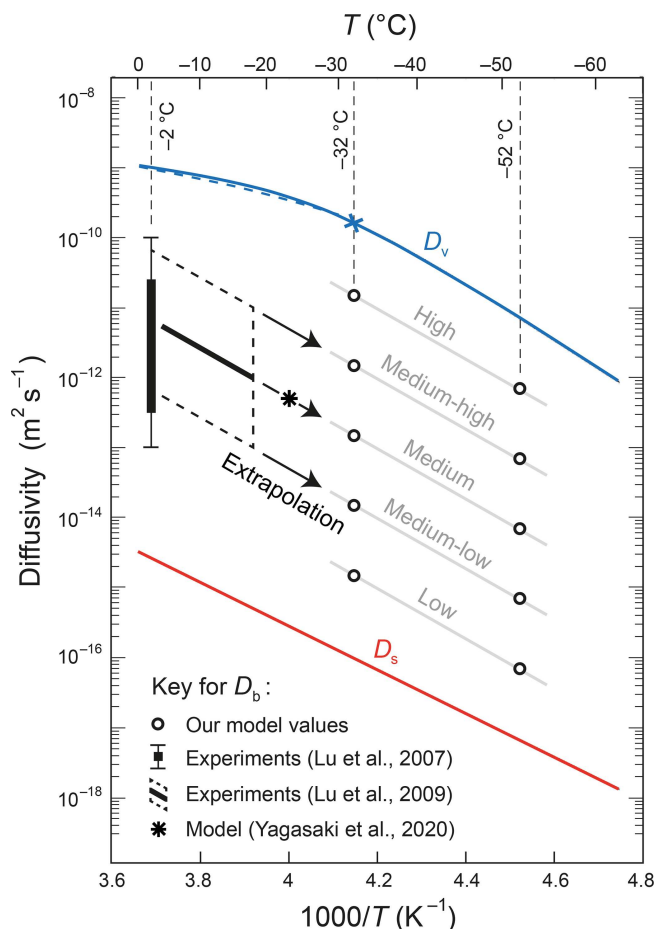 T (°C)
0 –10 –20 –30 –40 –50 –60
–2 °C
–32 °C
–52 °C
10⁻⁸
10⁻¹⁰
10⁻¹²
10⁻¹⁴
10⁻¹⁶
10⁻¹⁸
Diffusivity (m² s⁻¹)
Dᵥ
High
Medium-high
Medium
Medium-low
Low
Extrapolation
Dₛ
Key for D_b :
Our model values
Experiments (Lu et al., 2007)
Experiments (Lu et al., 2009)
Model (Yagasaki et al., 2020)
3.6 4 4.2 4.4 4.6 4.8
1000/T (K⁻¹)